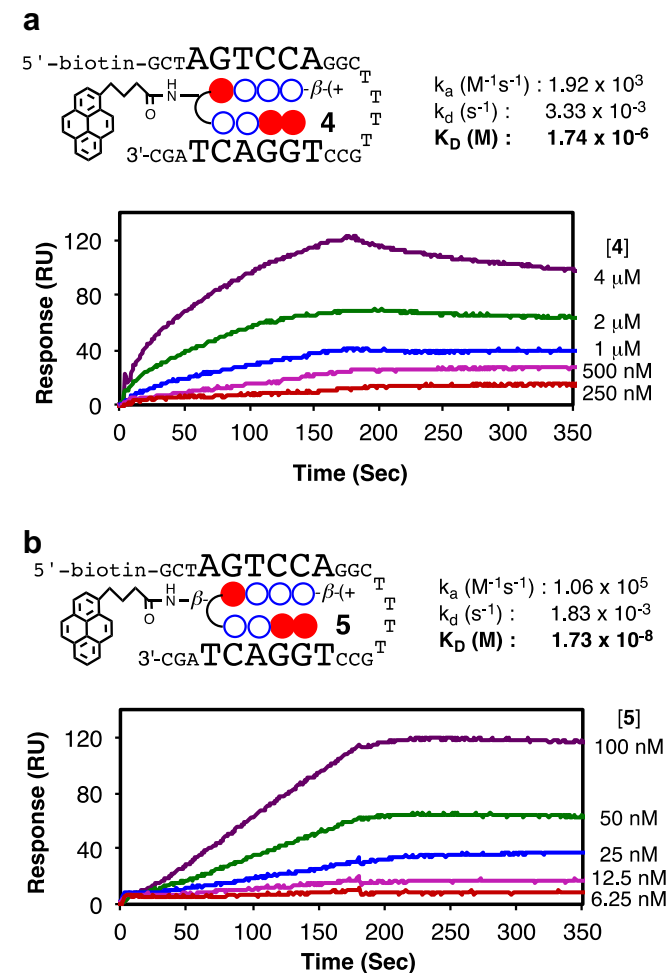 a
5'-biotin-GCTAGTCCAGGC
T
T
T
T
N
H
O
-β-(+
4
3'-CGATCAGGTCCG
kₐ (M⁻¹s⁻¹) : 1.92 x 10³
k_d (s⁻¹) : 3.33 x 10⁻³
K_D (M) : 1.74 x 10⁻⁶
Response (RU)
120
80
40
0
0 50 100 150 200 250 300 350
Time (Sec)
[4]
4 μM
2 μM
1 μM
500 nM
250 nM
b
5'-biotin-GCTAGTCCAGGC
T
T
T
T
H
N-β-
O
-β-(+
5
3'-CGATCAGGTCCG
kₐ (M⁻¹s⁻¹) : 1.06 x 10⁵
k_d (s⁻¹) : 1.83 x 10⁻³
K_D (M) : 1.73 x 10⁻⁸
Response (RU)
120
80
40
0
0 50 100 150 200 250 300 350
Time (Sec)
[5]
100 nM
50 nM
25 nM
12.5 nM
6.25 nM